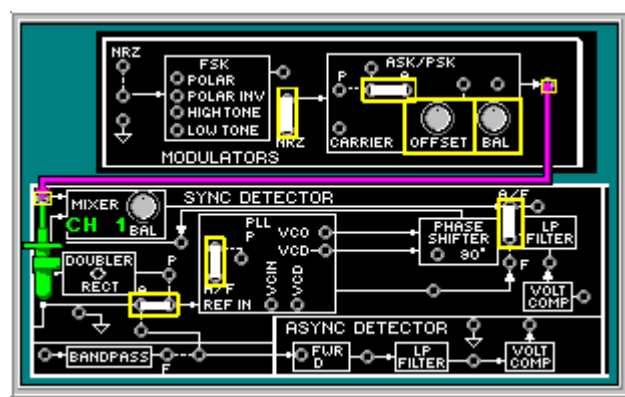 NRZ
FSK
POLAR
POLAR INV
HIGH TONE
LOW TONE
NRZ
ASK/PSK
P
A
CARRIER
OFFSET
BAL
MODULATORS
MIXER
CH 1
BAL
SYNC DETECTOR
A/F
PLL
P
VCO
VCO
A/F
REF IN
VCIN
VCO
PHASE
SHIFTER
90°
LP
FILTER
F
VOLT
COMP
DOUBLER
RECT
P
ASYNC DETECTOR
BANDPASS
F
FWR
D
LP
FILTER
VOLT
COMP